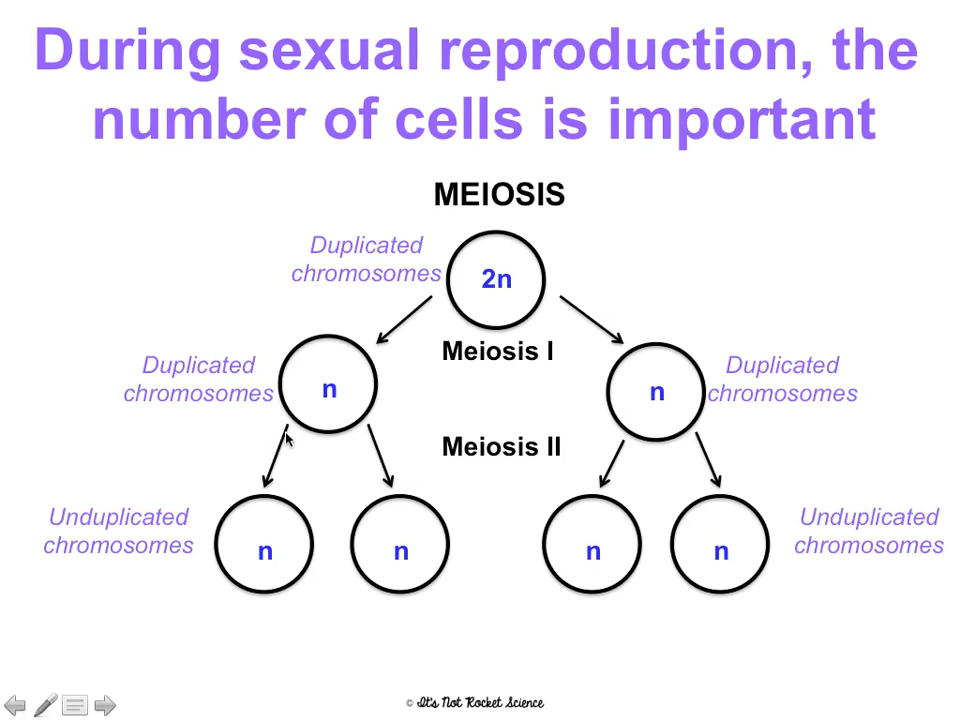 During sexual reproduction, the
number of cells is important
MEIOSIS
Duplicated
chromosomes
2n
Meiosis I
Duplicated
chromosomes
n
n
Duplicated
chromosomes
Meiosis II
Unduplicated
chromosomes
n
n
n
n
Unduplicated
chromosomes
© It's Not Rocket Science